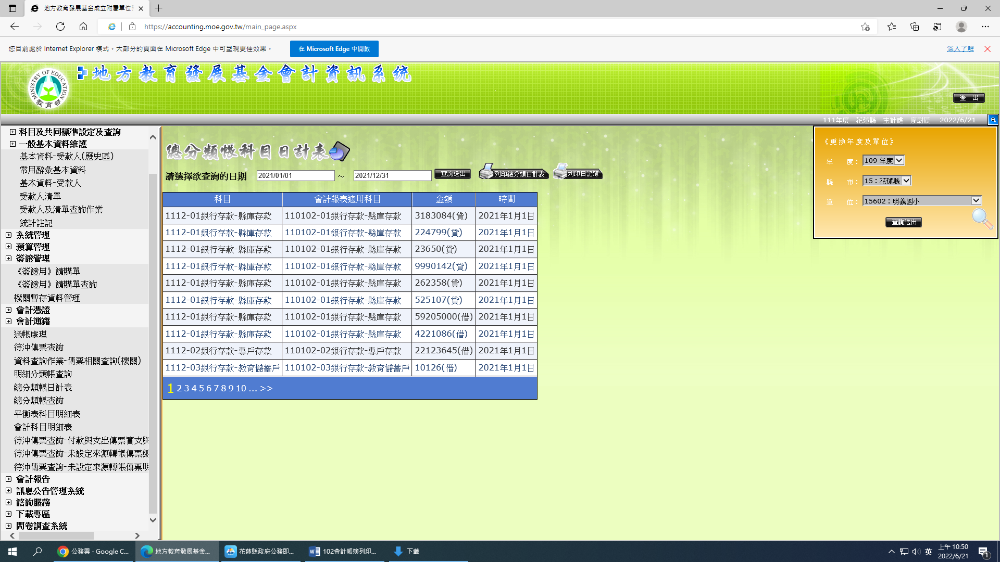 地方教育發展基金成立附屬單位
https://accounting.moe.gov.tw/main_page.aspx
您目前處於 Internet Explorer 模式。大部分的頁面在 Microsoft Edge 中可呈現更佳效果。
在 Microsoft Edge 中開啟
深入了解
MINISTRY OF EDUCATION
教育部
地方教育發展基金會計資訊系統
登 出
111年度 花蓮縣 主計處 廖尉辰 2022/6/21
科目及共同標準設定及查詢
一般基本資料維護
基本資料-受款人(歷史區)
常用辭彙基本資料
基本資料-受款人
受款人清單
受款人及清單查詢作業
統計註記
系統管理
預算管理
簽證管理
《簽證用》請購單
《簽證用》請購單查詢
機關暫存資料管理
會計憑證
會計簿籍
過帳處理
待沖傳票查詢
資料查詢作業-傳票相關查詢(機關)
明細分類帳查詢
總分類帳日計表
總分類帳查詢
平衡表科目明細表
會計科目明細表
待沖傳票查詢-付款與支出傳票實支與
待沖傳票查詢-未設定來源轉帳傳票總
待沖傳票查詢-未設定來源轉帳傳票明
會計報告
訊息公告管理系統
諮詢服務
下載專區
問卷調查系統
總分類帳科目日計表
請選擇欲查詢的日期 2021/01/01 ～ 2021/12/31 查詢送出 列印總分類日計表 列印日記簿
科目 會計報表適用科目 金額 時間
1112-01銀行存款-縣庫存款 110102-01銀行存款-縣庫存款 3183084(貸) 2021年1月1日
1112-01銀行存款-縣庫存款 110102-01銀行存款-縣庫存款 224799(貸) 2021年1月1日
1112-01銀行存款-縣庫存款 110102-01銀行存款-縣庫存款 23650(貸) 2021年1月1日
1112-01銀行存款-縣庫存款 110102-01銀行存款-縣庫存款 9990142(貸) 2021年1月1日
1112-01銀行存款-縣庫存款 110102-01銀行存款-縣庫存款 262358(貸) 2021年1月1日
1112-01銀行存款-縣庫存款 110102-01銀行存款-縣庫存款 525107(貸) 2021年1月1日
1112-01銀行存款-縣庫存款 110102-01銀行存款-縣庫存款 59205000(借) 2021年1月1日
1112-01銀行存款-縣庫存款 110102-01銀行存款-縣庫存款 4221086(借) 2021年1月1日
1112-02銀行存款-專戶存款 110102-02銀行存款-專戶存款 22123645(借) 2021年1月1日
1112-03銀行存款-教育儲蓄戶 110102-03銀行存款-教育儲蓄戶 10126(借) 2021年1月1日
1 2 3 4 5 6 7 8 9 10 ... >>
《更換年度及單位》
年 度： 109 年度
縣 市： 15：花蓮縣
單 位： 15602：明義國小
查詢送出
公務雲 - Google C...
地方教育發展基金...
花蓮縣政府公務即...
102會計帳簿列印...
下載
英
上午 10:50
2022/6/21
1